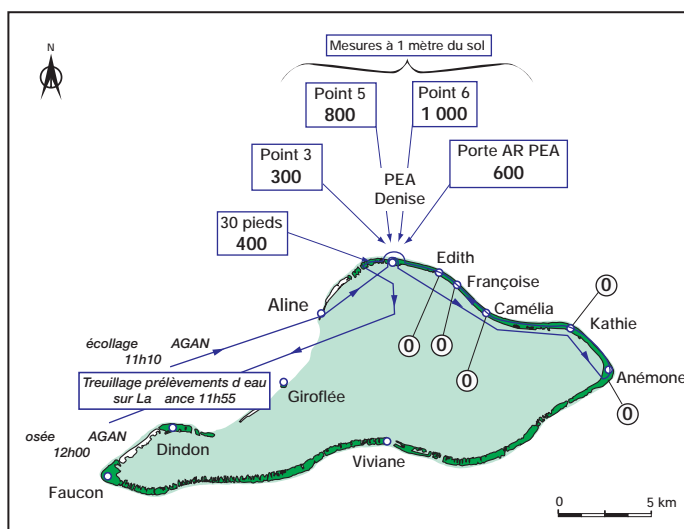 Mesures à 1 mètre du sol
N
Point 5
800
Point 6
1 000
Point 3
300
Porte AR PEA
600
PEA
Denise
30 pieds
400
Edith
Françoise
Aline
Camélia
0
Kathie
écollage AGAN
11h10
0
0
Anémone
Treuillage prélèvements d eau
sur La ance 11h55
Giroflée
0
osée AGAN
12h00
Dindon
Viviane
Faucon
0 5 km